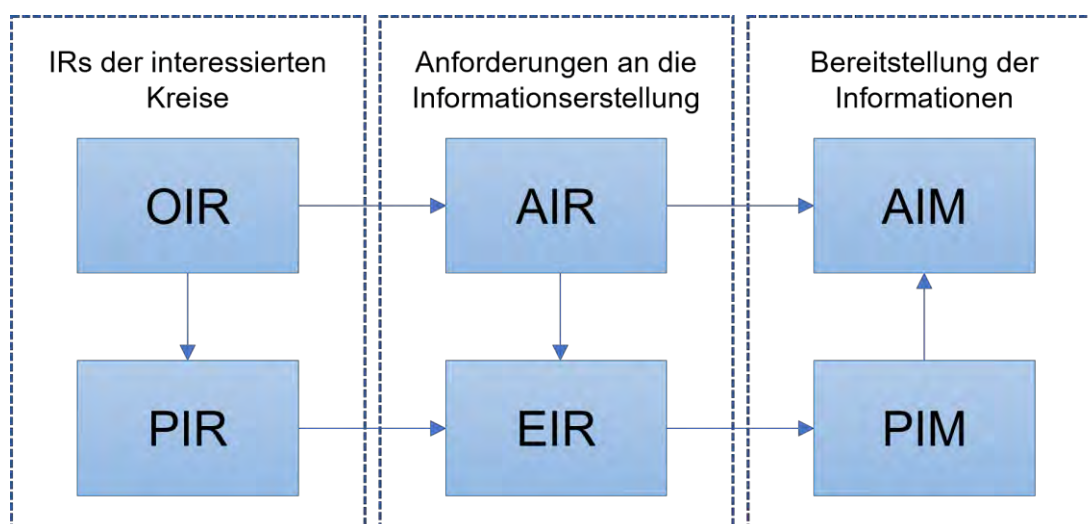 IRs der interessierten
Kreise
Anforderungen an die
Informationserstellung
Bereitstellung der
Informationen
OIR
AIR
AIM
PIR
EIR
PIM